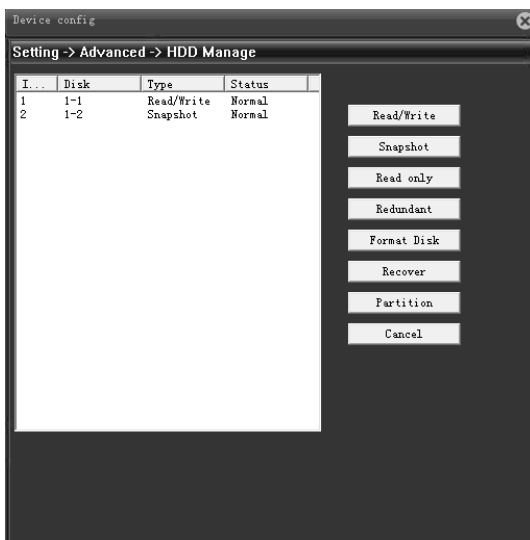 Device config
Setting -> Advanced -> HDD Manage
I... Disk Type Status
1 1-1 Read/Write Normal
2 1-2 Snapshot Normal
Read/Write
Snapshot
Read only
Redundant
Format Disk
Recover
Partition
Cancel